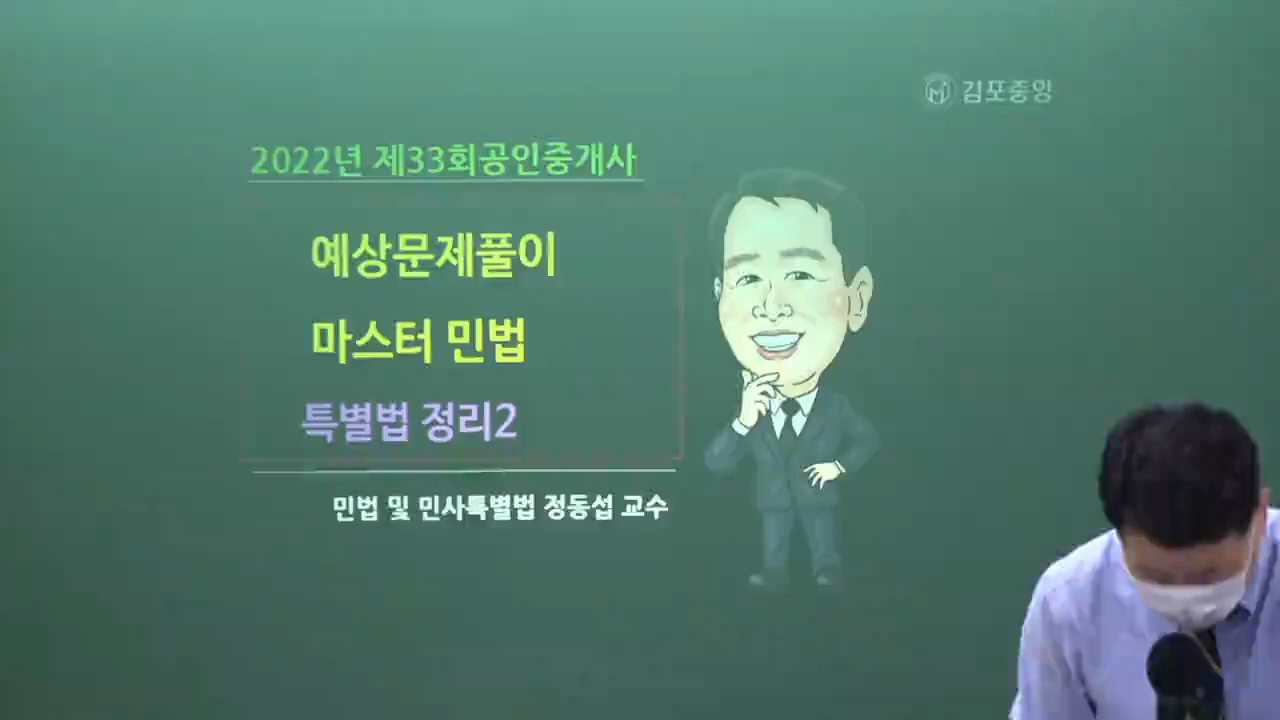 김포중앙
2022년 제33회공인중개사
예상문제풀이
마스터 민법
특별법 정리2
민법 및 민사특별법 정동섭 교수